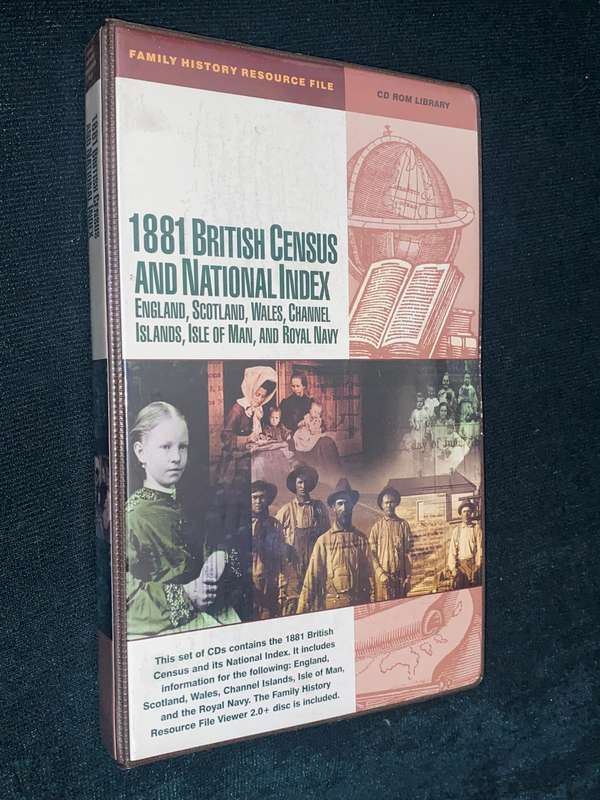 FAMILY HISTORY RESOURCE FILE
CD ROM LIBRARY
1881 BRITISH CENSUS
AND NATIONAL INDEX
ENGLAND, SCOTLAND, WALES, CHANNEL
ISLANDS, ISLE OF MAN, AND ROYAL NAVY
day of
This set of CDs contains the 1881 British
Census and its National Index. It includes
information for the following: England,
Scotland, Wales, Channel Islands, Isle of Man,
and the Royal Navy. The Family History
Resource File Viewer 2.0+ disc is included.